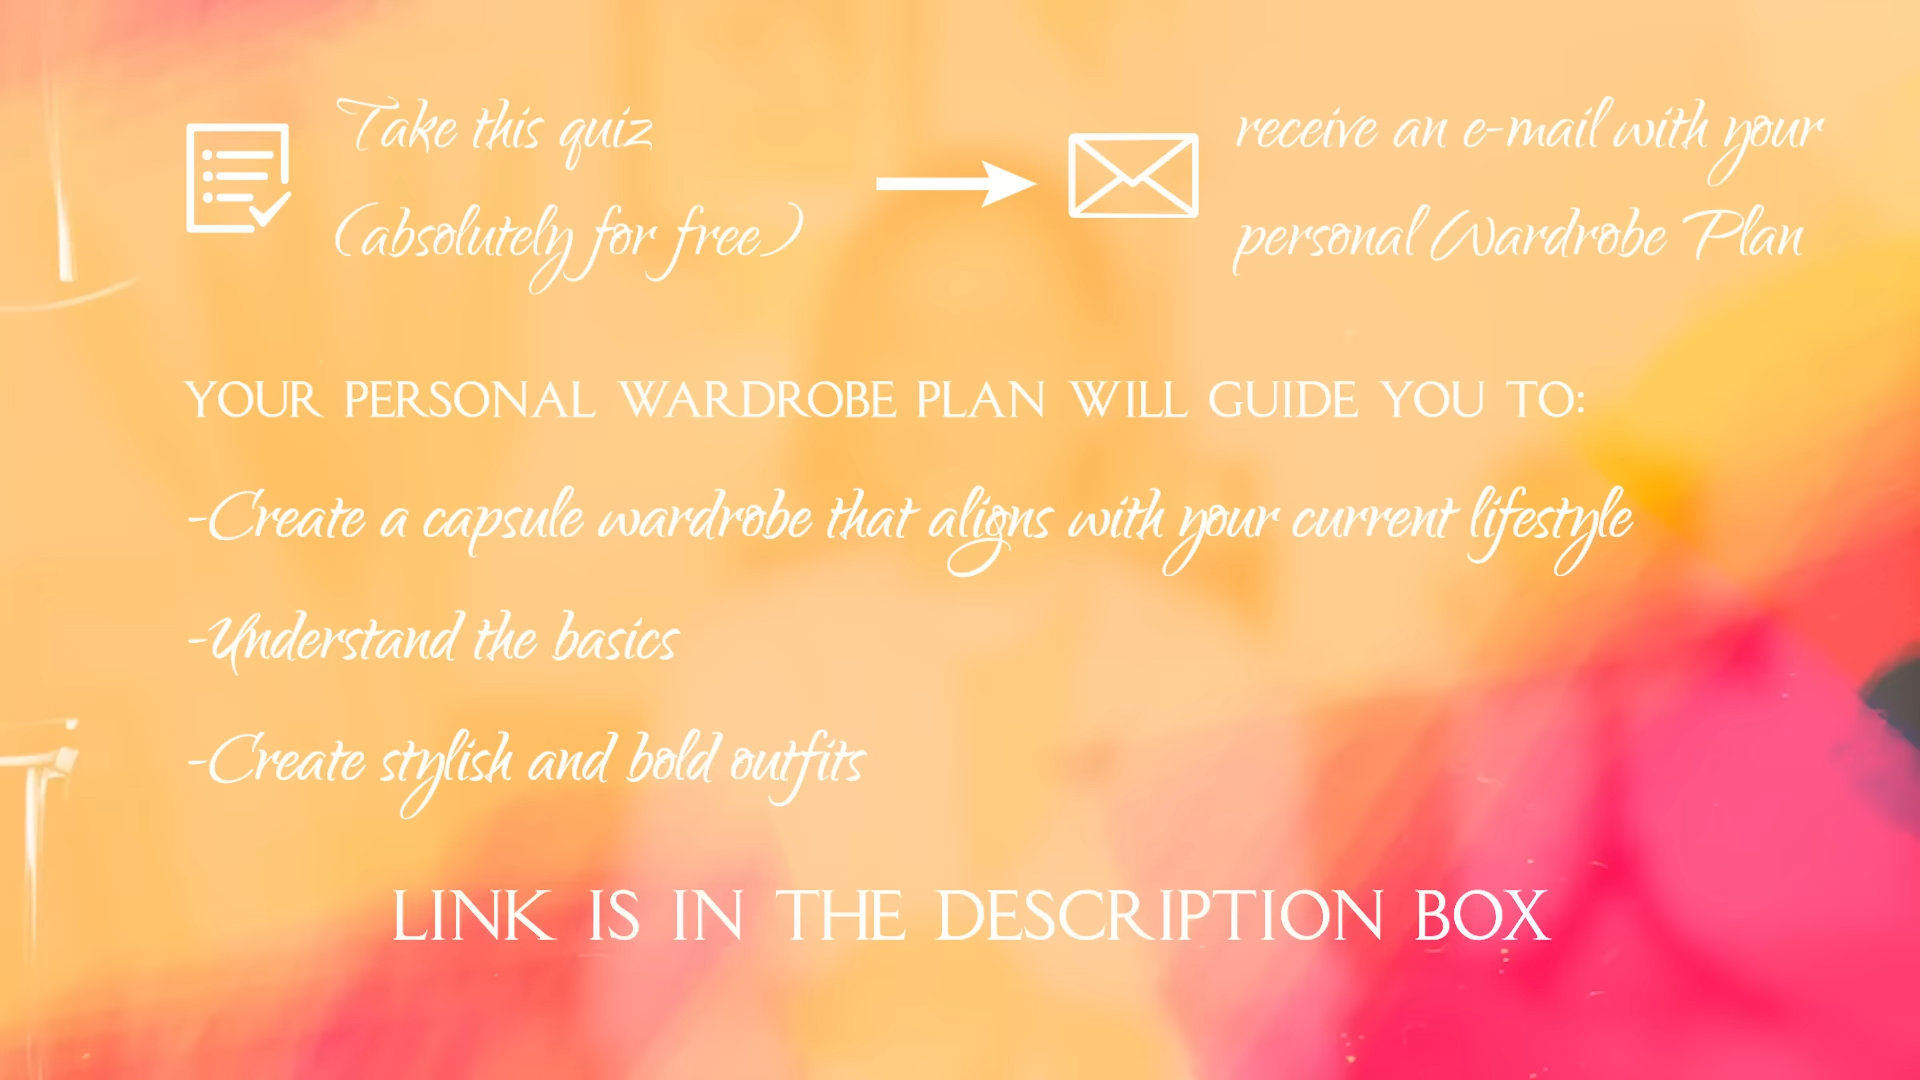 Take this quiz
(absolutely for free)
receive an e-mail with your
personal Wardrobe Plan
YOUR PERSONAL WARDROBE PLAN WILL GUIDE YOU TO:
-Create a capsule wardrobe that aligns with your current lifestyle
-Understand the basics
-Create stylish and bold outfits
LINK IS IN THE DESCRIPTION BOX